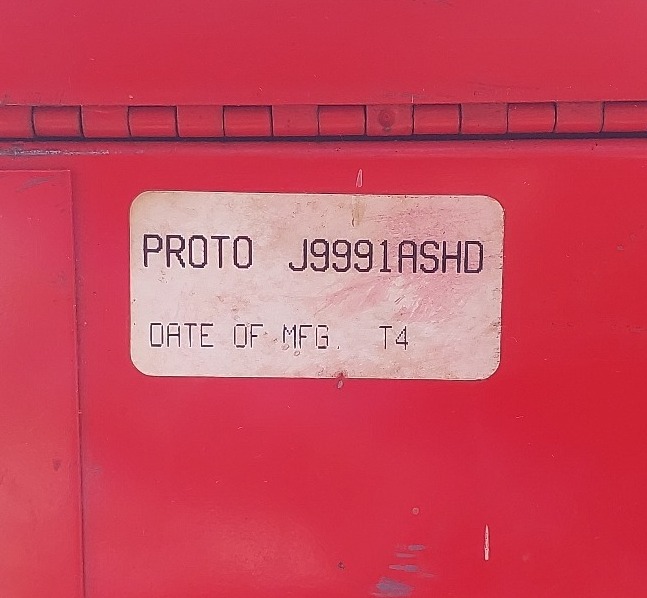 PROTO J9991ASHD
DATE OF MFG. T4